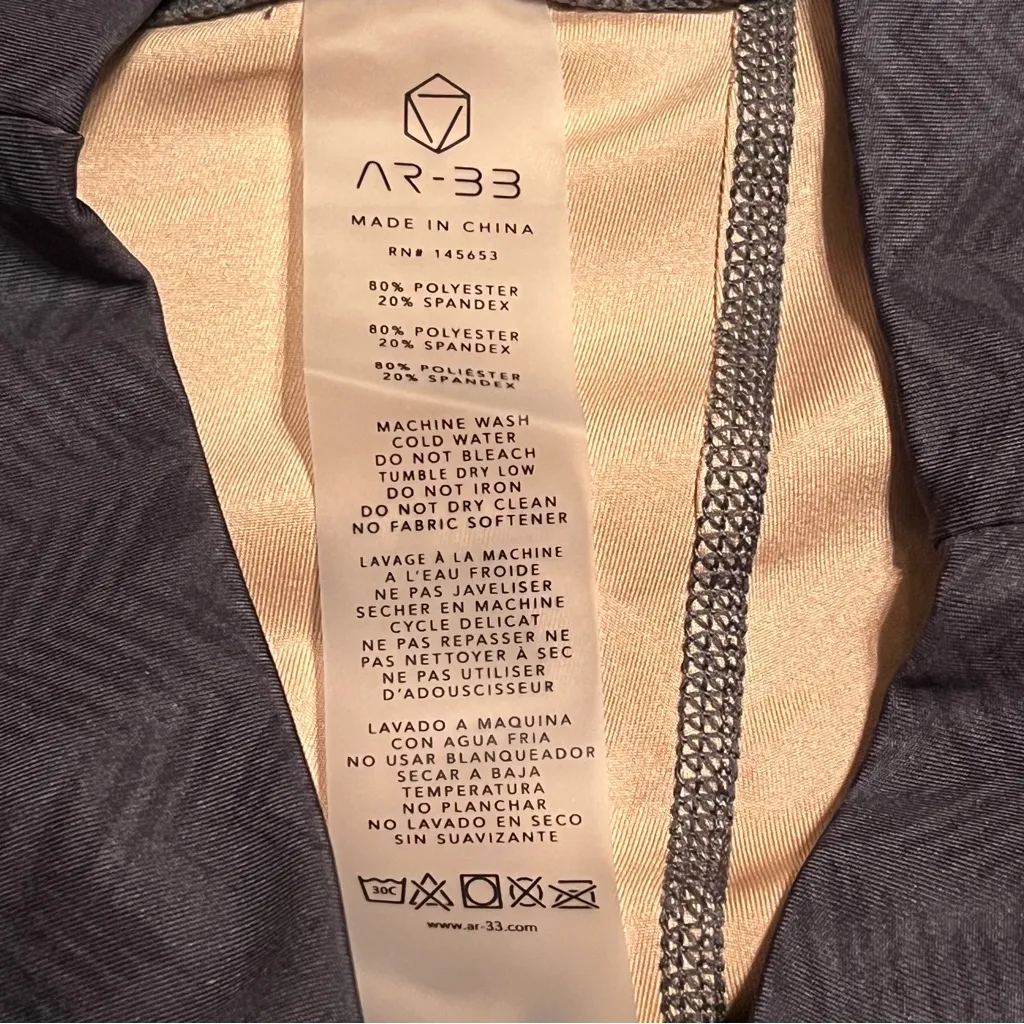 AR-33
MADE IN CHINA
RN# 145653
80% POLYESTER
20% SPANDEX
80% POLYESTER
20% SPANDEX
80% POLIÉSTER
20% SPANDEX
MACHINE WASH
COLD WATER
DO NOT BLEACH
TUMBLE DRY LOW
DO NOT IRON
DO NOT DRY CLEAN
NO FABRIC SOFTENER
LAVAGE À LA MACHINE
A L'EAU FROIDE
NE PAS JAVELISER
SECHER EN MACHINE
CYCLE DELICAT
NE PAS REPASSER NE
PAS NETTOYER À SEC
NE PAS UTILISER
D'ADOUSCISSEUR
LAVADO A MAQUINA
CON AGUA FRIA
NO USAR BLANQUEADOR
SECAR A BAJA
TEMPERATURA
NO PLANCHAR
NO LAVADO EN SECO
SIN SUAVIZANTE
30C
www.ar-33.com